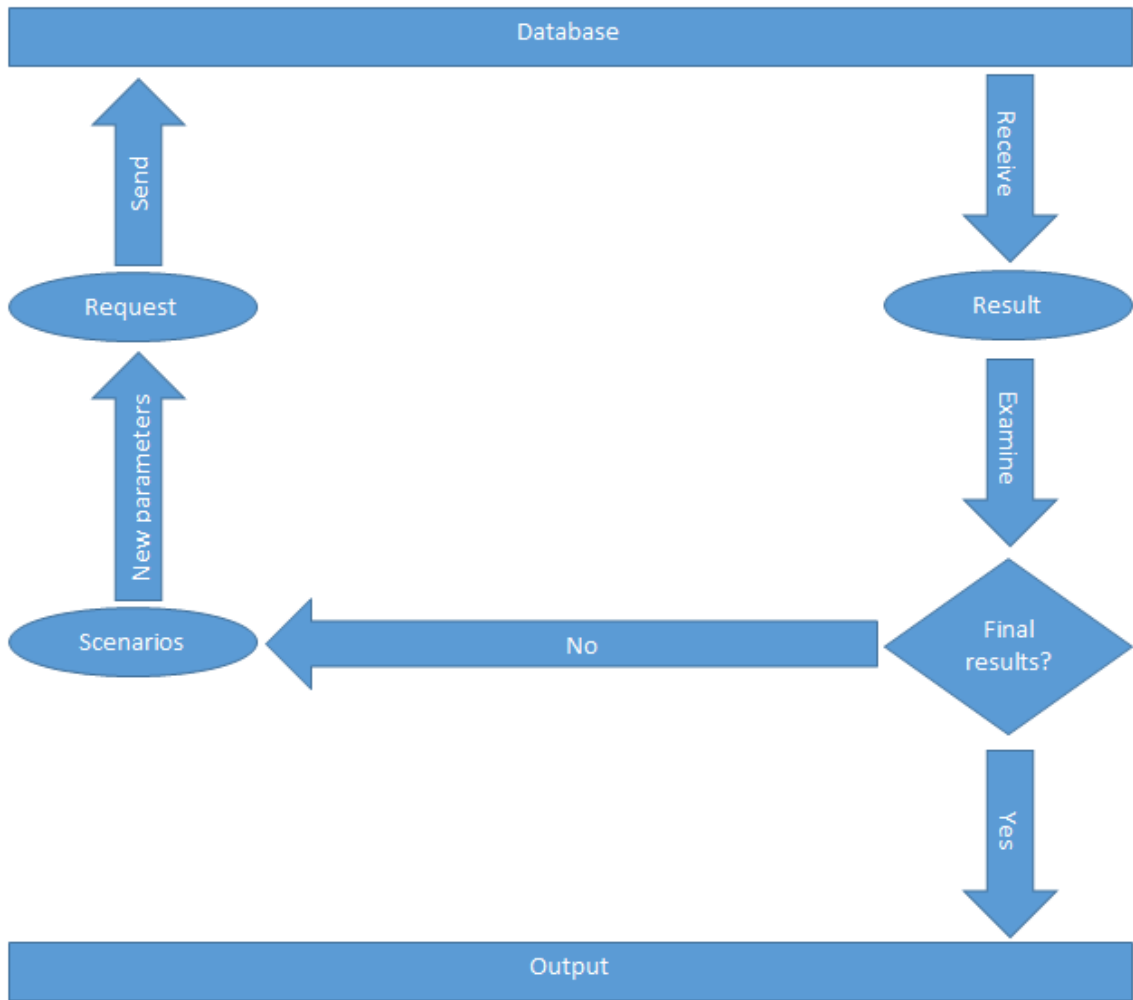 Database
Send
Receive
Request
Result
New parameters
Examine
Scenarios
No
Final
results?
Yes
Output